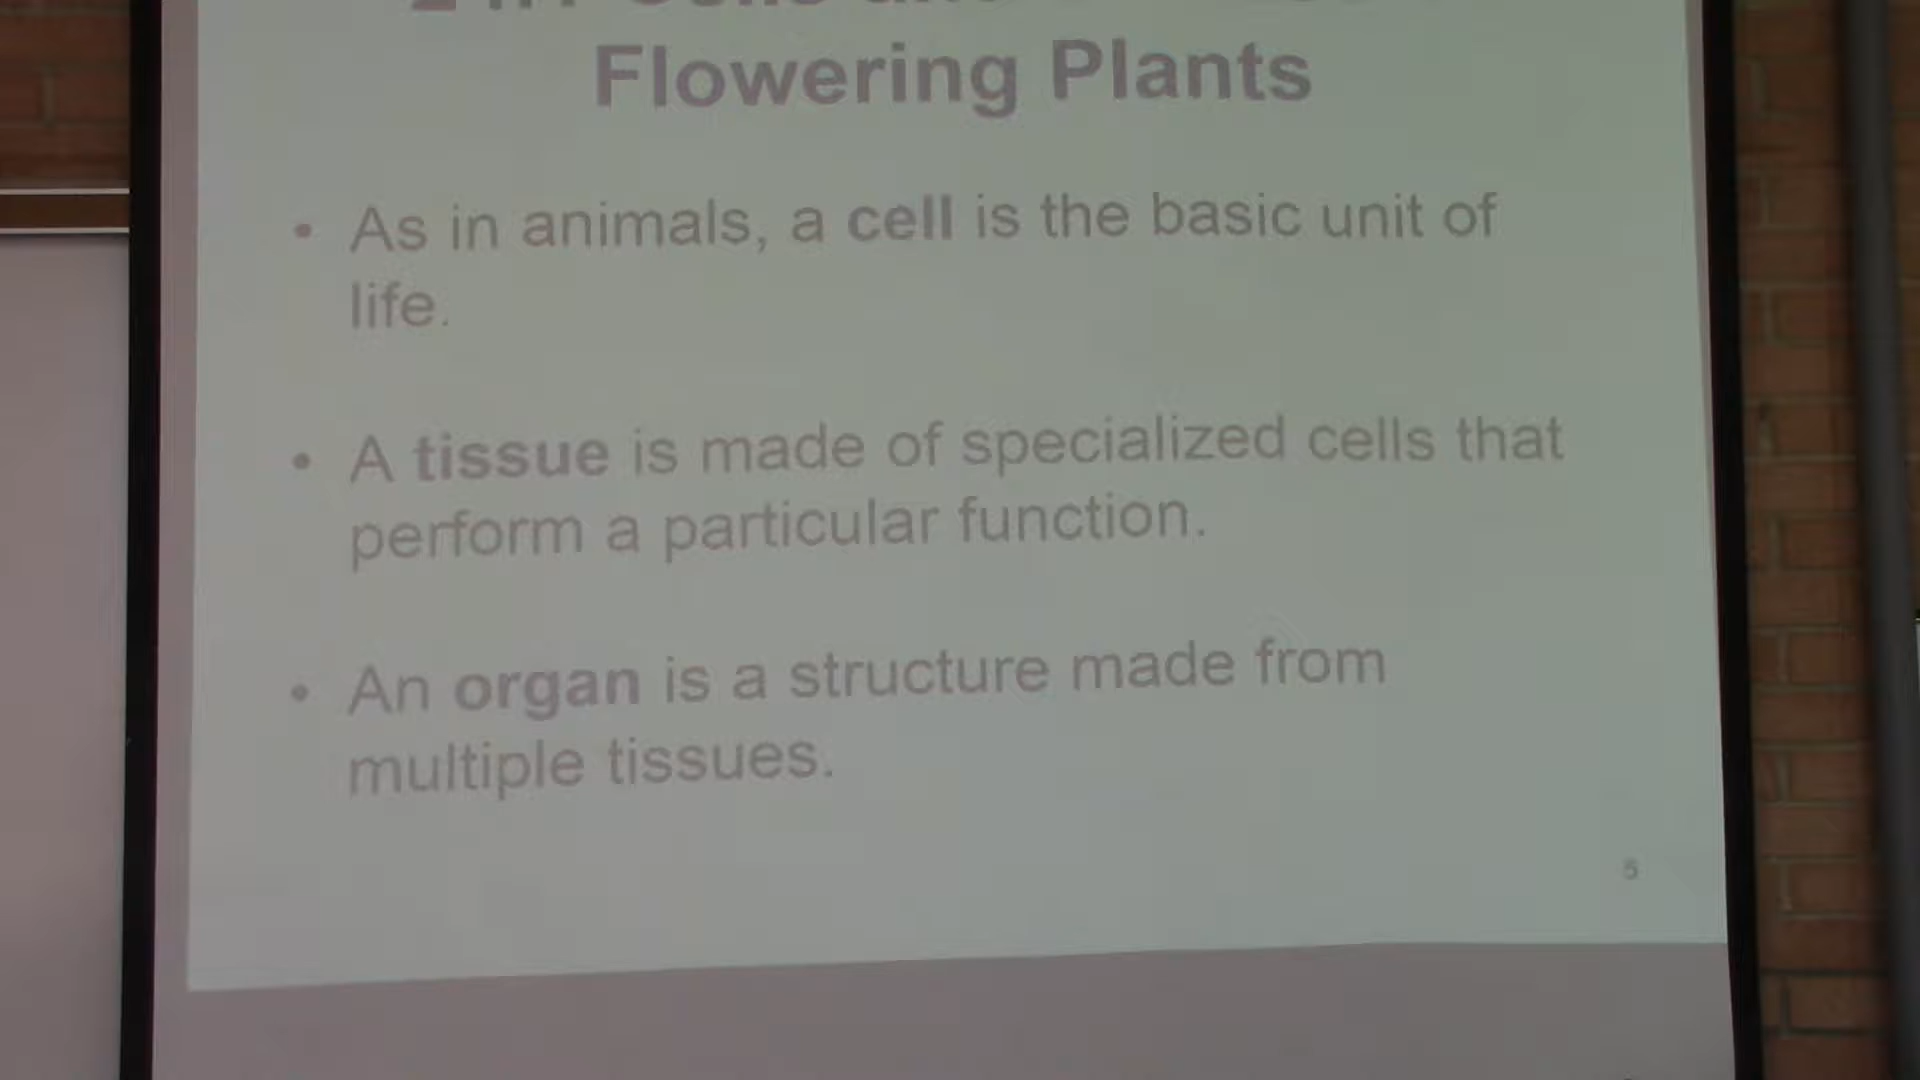 Flowering Plants
• As in animals, a cell is the basic unit of
life.
• A tissue is made of specialized cells that
perform a particular function.
• An organ is a structure made from
multiple tissues.
5